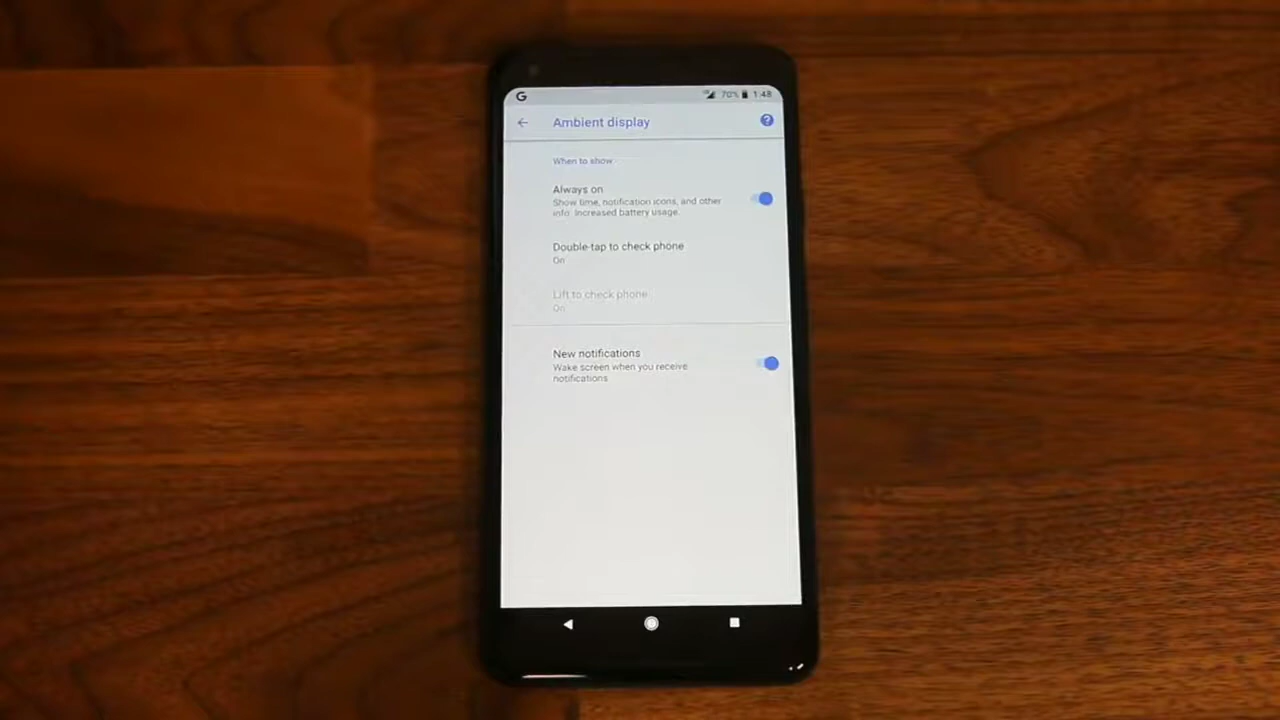 G 70% 1:48
Ambient display ?
When to show
Always on
Show time, notification icons, and other
info. Increased battery usage.
Double-tap to check phone
On
Lift to check phone
On
New notifications
Wake screen when you receive
notifications